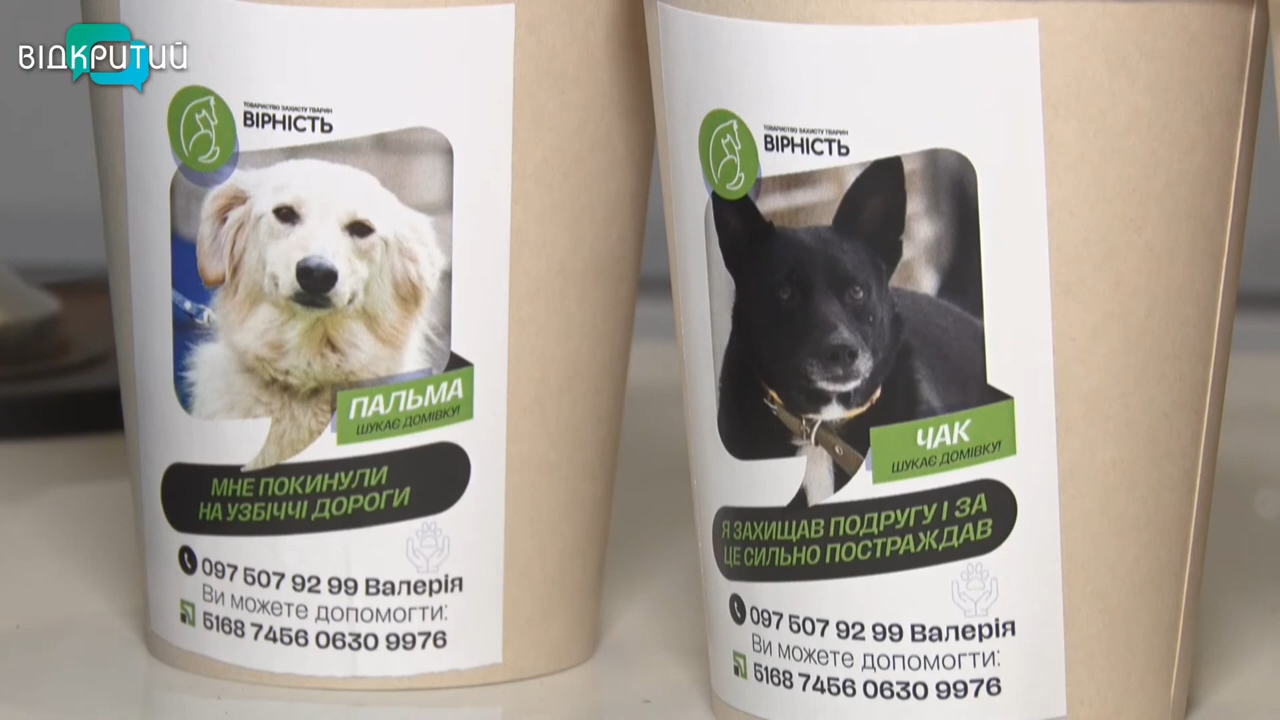 ВІДКРИТИЙ
ТОВАРИСТВО ЗАХИСТУ ТВАРИН
ВІРНІСТЬ
ПАЛЬМА
ШУКАЄ ДОМІВКУ!
МНЕ ПОКИНУЛИ
НА УЗБІЧЧІ ДОРОГИ
097 507 92 99 Валерія
Ви можете допомогти:
5168 7456 0630 9976
ТОВАРИСТВО ЗАХИСТУ ТВАРИН
ВІРНІСТЬ
ЧАК
ШУКАЄ ДОМІВКУ!
Я ЗАХИЩАВ ПОДРУГУ І ЗА
ЦЕ СИЛЬНО ПОСТРАЖДАВ
097 507 92 99 Валерія
Ви можете допомогти:
5168 7456 0630 9976